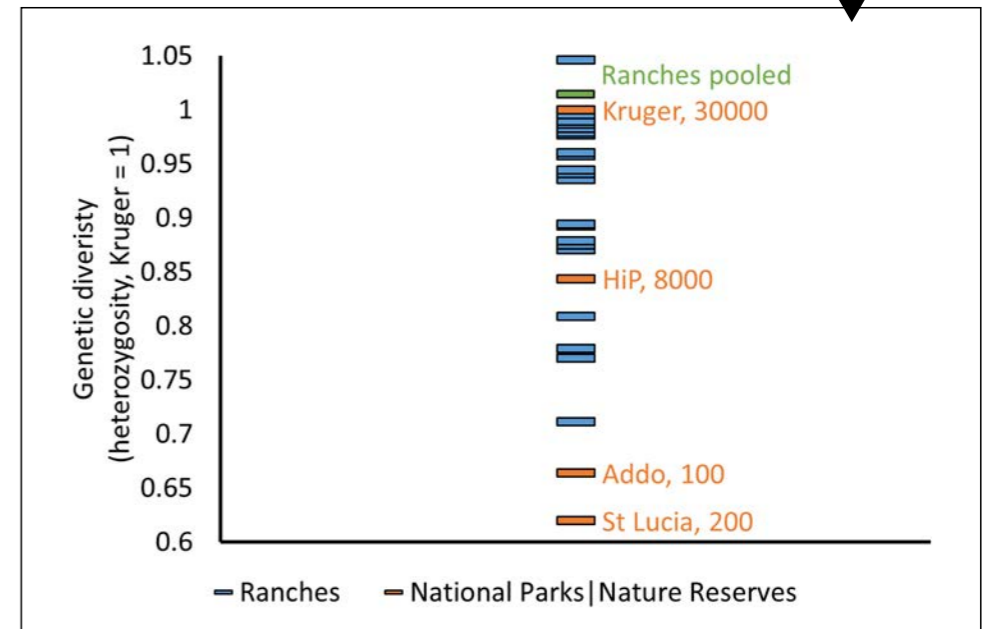 1.05
Ranches pooled
1
Kruger, 30000
0.95
0.9
0.85
HiP, 8000
0.8
0.75
0.7
Addo, 100
0.65
St Lucia, 200
0.6
Genetic diveristy
(heterozygosity, Kruger = 1)
Ranches
National Parks|Nature Reserves